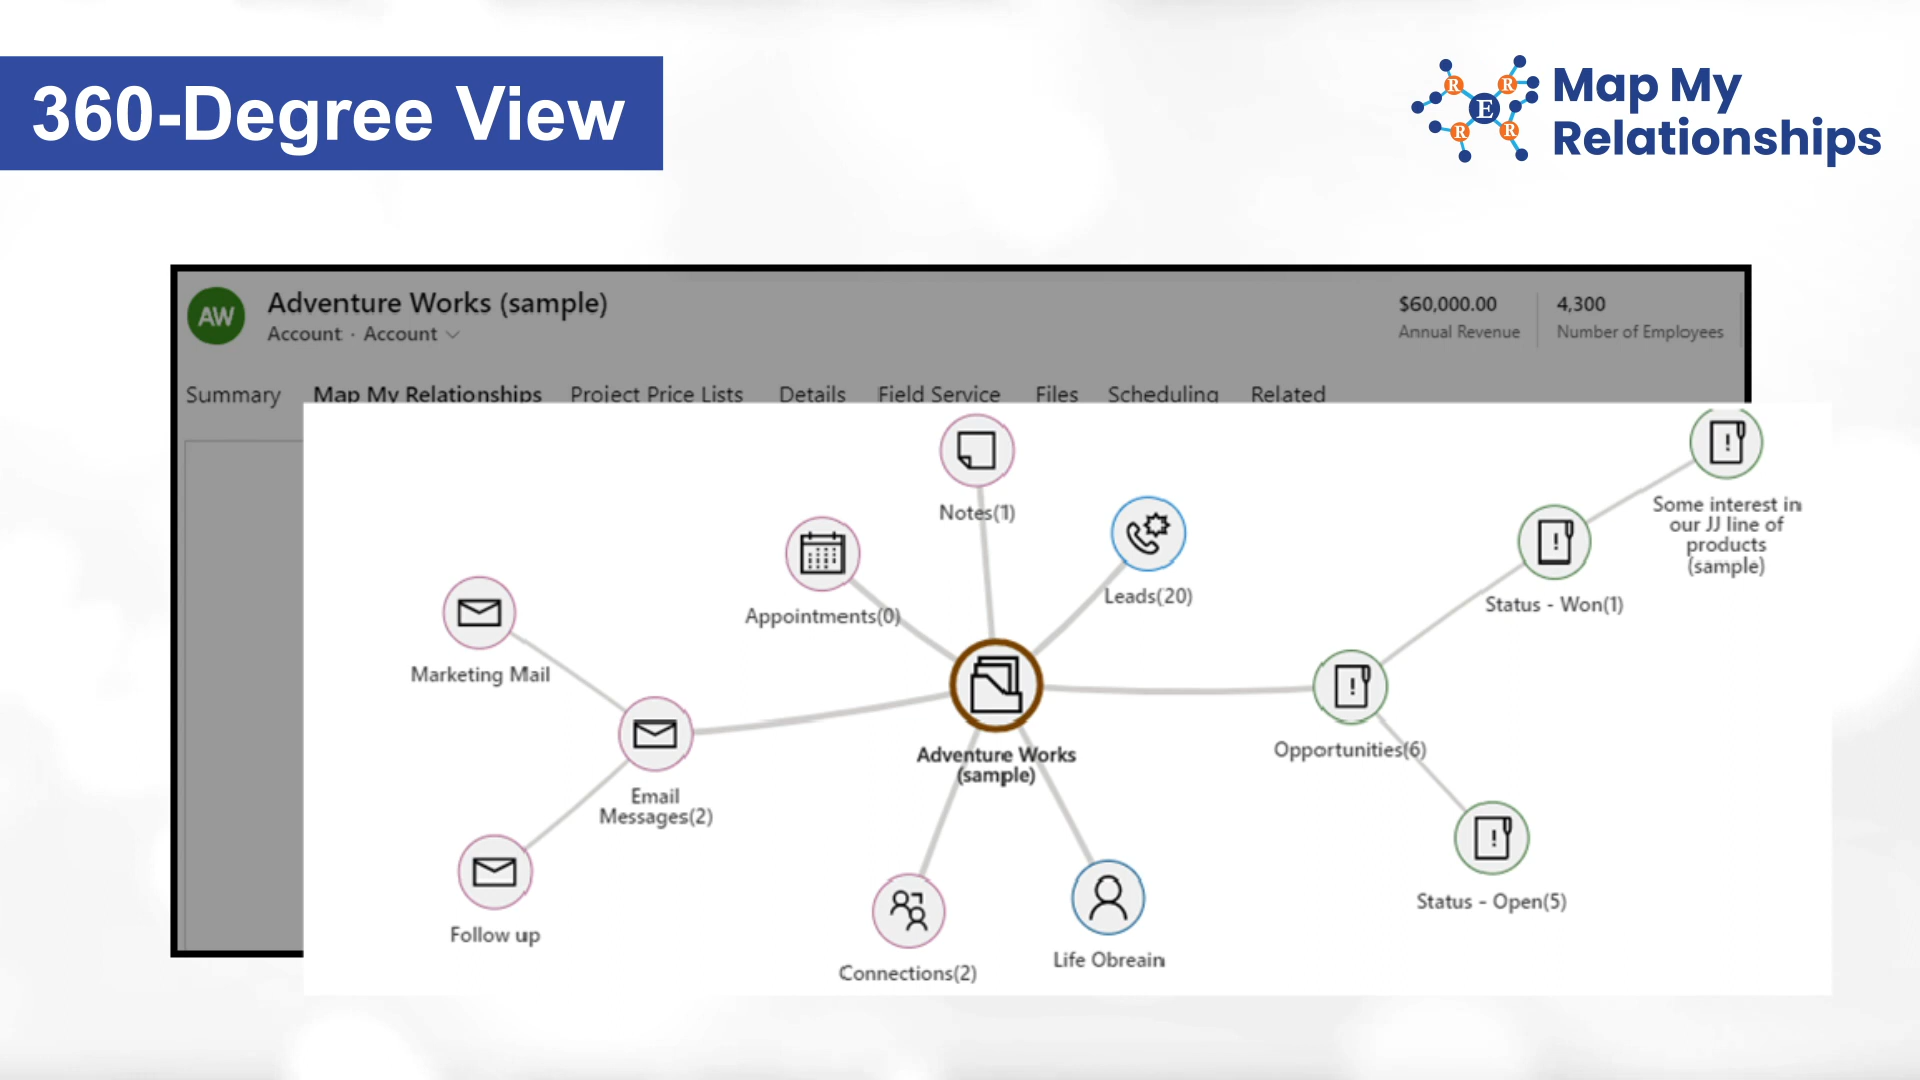 360-Degree View
Map My
Relationships
R
R
E
R
R
AW
Adventure Works (sample)
Account · Account
$60,000.00
Annual Revenue
4,300
Number of Employees
Summary
Map My Relationships
Project Price Lists
Details
Field Service
Files
Scheduling
Related
Notes(1)
Appointments(0)
Leads(20)
Marketing Mail
Email
Messages(2)
Follow up
Adventure Works
(sample)
Connections(2)
Life Obreain
Opportunities(6)
Status - Won(1)
Some interest in
our JJ line of
products
(sample)
Status - Open(5)